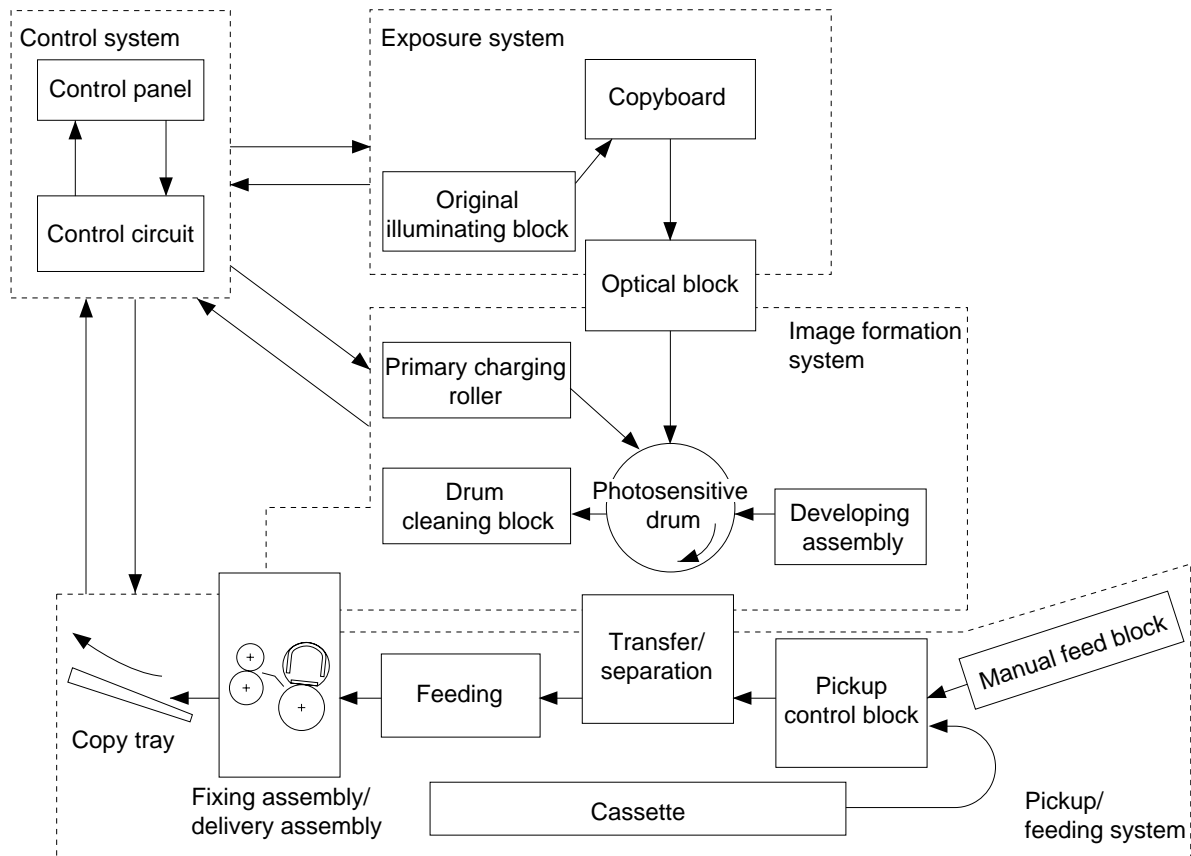 Control system
Control panel
Control circuit
Exposure system
Copyboard
Original
illuminating block
Optical block
Image formation
system
Primary charging
roller
Photosensitive
drum
Drum
cleaning block
Developing
assembly
Manual feed block
Transfer/
separation
Pickup
control block
Feeding
Copy tray
Fixing assembly/
delivery assembly
Cassette
Pickup/
feeding system